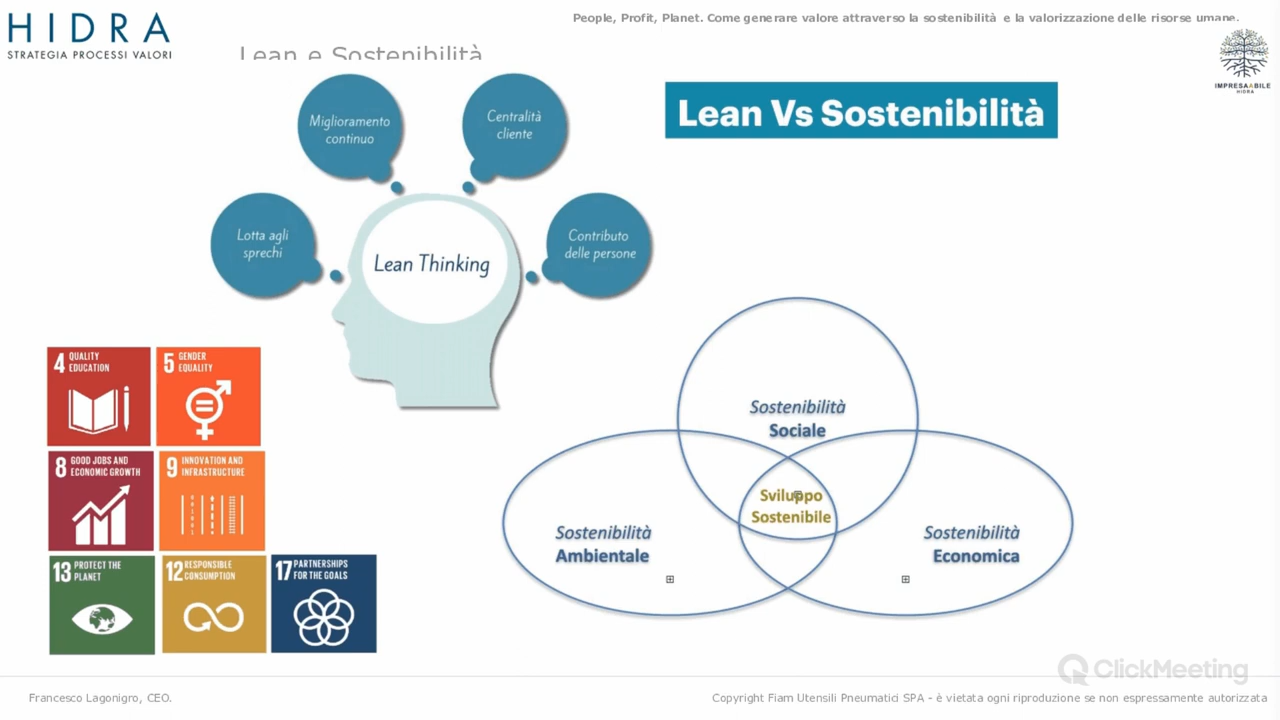 HIDRA
STRATEGIA PROCESSI VALORI
People, Profit, Planet. Come generare valore attraverso la sostenibilità e la valorizzazione delle risorse umane.
Lean e Sostenibilità
IMPRESAABILE
HIDRA
Lean Vs Sostenibilità
Miglioramento
continuo
Centralità
cliente
Lotta agli
sprechi
Contributo
delle persone
Lean Thinking
4 QUALITY
EDUCATION
5 GENDER
EQUALITY
8 GOOD JOBS AND
ECONOMIC GROWTH
9 INNOVATION AND
INFRASTRUCTURE
13 PROTECT THE
PLANET
12 RESPONSIBLE
CONSUMPTION
17 PARTNERSHIPS
FOR THE GOALS
Sostenibilità
Sociale
Sviluppo
Sostenibile
Sostenibilità
Ambientale
Sostenibilità
Economica
ClickMeeting
Francesco Lagonigro, CEO.
Copyright Fiam Utensili Pneumatici SPA - è vietata ogni riproduzione se non espressamente autorizzata